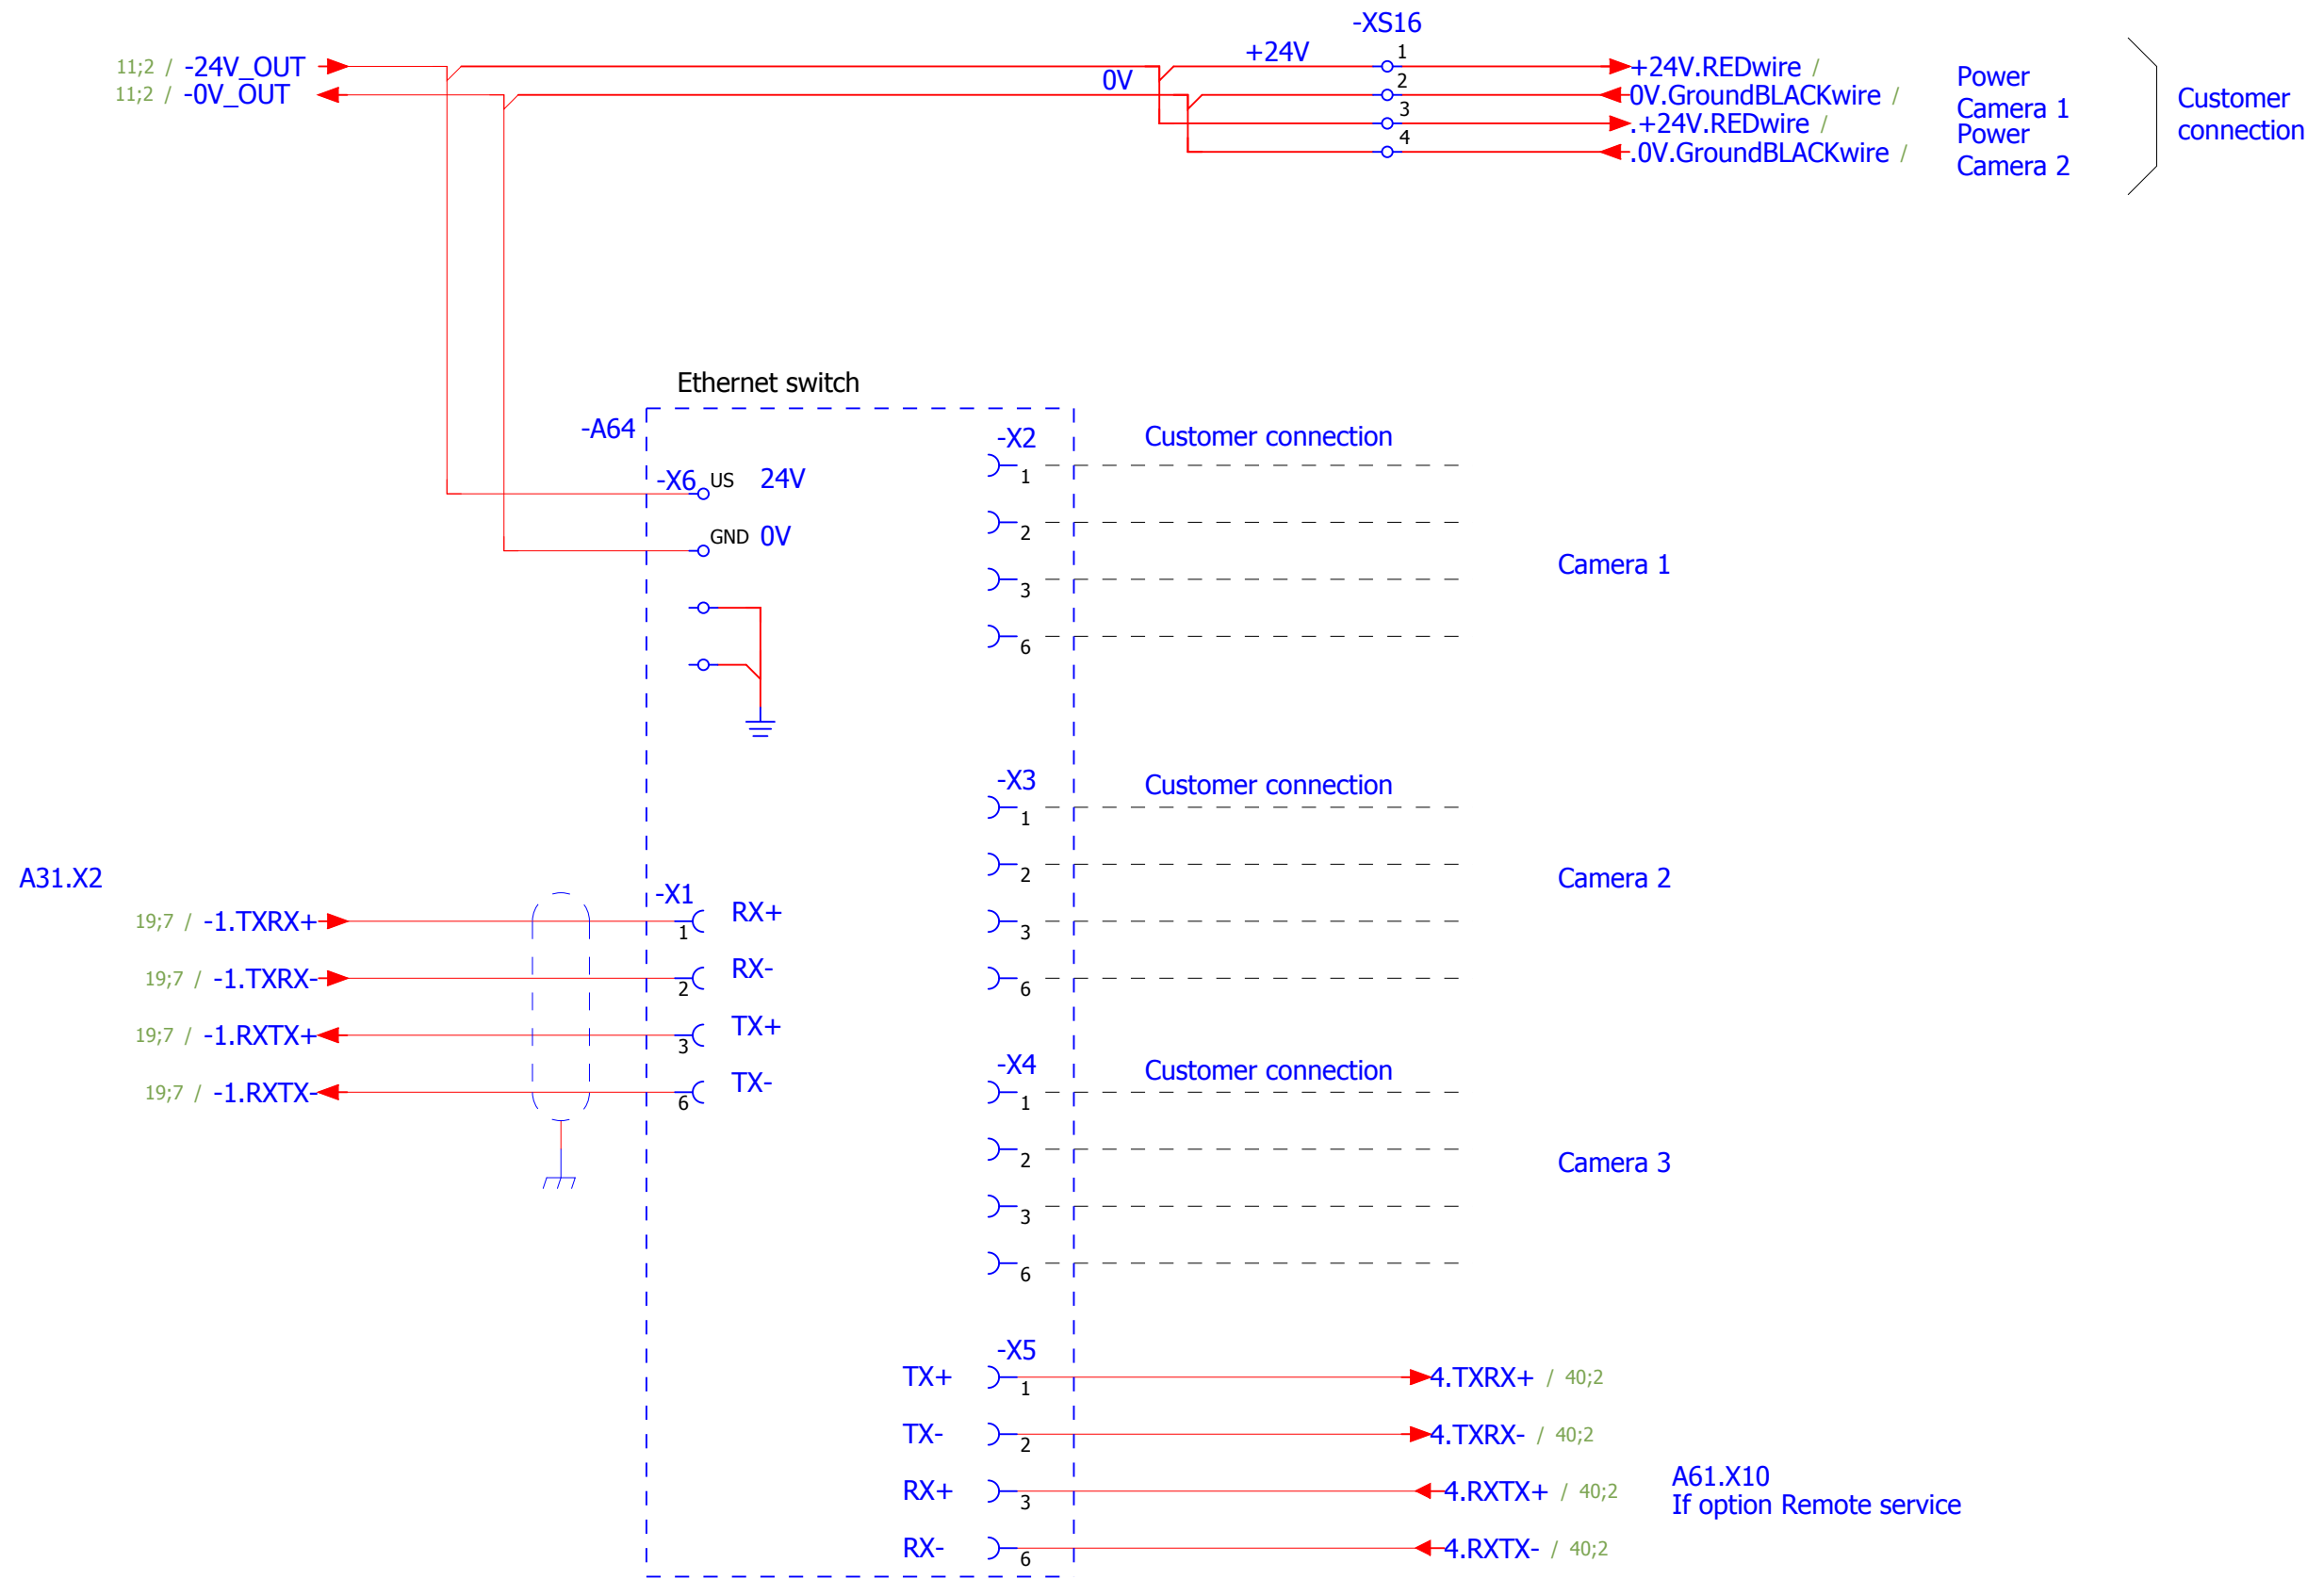 -XS16
11;2 / -24V_OUT
+24V
1
+24V.REDwire /
11;2 / -0V_OUT
0V
2
0V.GroundBLACKwire /
3
.+24V.REDwire /
4
.0V.GroundBLACKwire /
Power
Camera 1
Power
Camera 2
Customer
connection
Ethernet switch
-A64
-X6
US
24V
GND
0V
-X2
Customer connection
1
2
3
6
Camera 1
-X3
Customer connection
1
2
3
6
Camera 2
A31.X2
-X1
19;7 / -1.TXRX+
1
RX+
19;7 / -1.TXRX-
2
RX-
19;7 / -1.RXTX+
3
TX+
19;7 / -1.RXTX-
6
TX-
-X4
Customer connection
1
2
3
6
Camera 3
-X5
TX+
1
4.TXRX+ / 40;2
TX-
2
4.TXRX- / 40;2
RX+
3
4.RXTX+ / 40;2
RX-
6
4.RXTX- / 40;2
A61.X10
If option Remote service